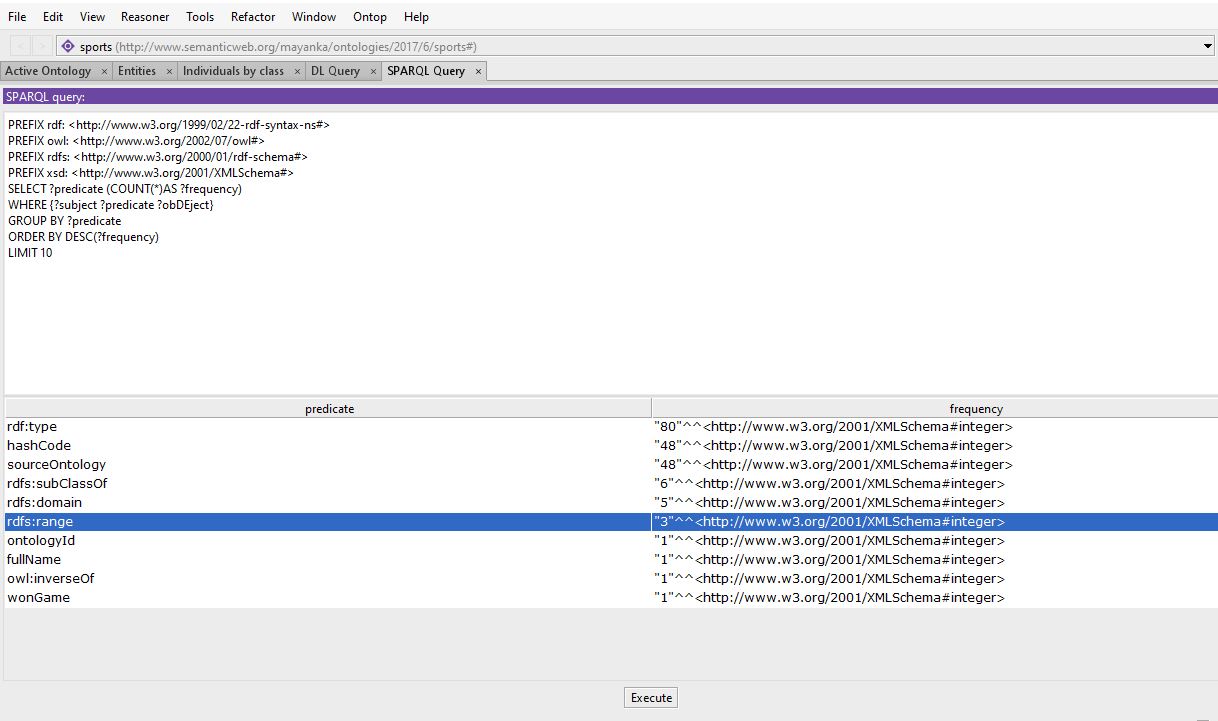 File Edit View Reasoner Tools Refactor Window Ontop Help
< > sports (http://www.semanticweb.org/mayanka/ontologies/2017/6/sports#)
Active Ontology × Entities × Individuals by class × DL Query × SPARQL Query ×
SPARQL query:
PREFIX rdf: <http://www.w3.org/1999/02/22-rdf-syntax-ns#>
PREFIX owl: <http://www.w3.org/2002/07/owl#>
PREFIX rdfs: <http://www.w3.org/2000/01/rdf-schema#>
PREFIX xsd: <http://www.w3.org/2001/XMLSchema#>
SELECT ?predicate (COUNT(*)AS ?frequency)
WHERE {?subject ?predicate ?obDEject}
GROUP BY ?predicate
ORDER BY DESC(?frequency)
LIMIT 10
predicate frequency
rdf:type "80"^^<http://www.w3.org/2001/XMLSchema#integer>
hashCode "48"^^<http://www.w3.org/2001/XMLSchema#integer>
sourceOntology "48"^^<http://www.w3.org/2001/XMLSchema#integer>
rdfs:subClassOf "6"^^<http://www.w3.org/2001/XMLSchema#integer>
rdfs:domain "5"^^<http://www.w3.org/2001/XMLSchema#integer>
rdfs:range "3"^^<http://www.w3.org/2001/XMLSchema#integer>
ontologyId "1"^^<http://www.w3.org/2001/XMLSchema#integer>
fullName "1"^^<http://www.w3.org/2001/XMLSchema#integer>
owl:inverseOf "1"^^<http://www.w3.org/2001/XMLSchema#integer>
wonGame "1"^^<http://www.w3.org/2001/XMLSchema#integer>
Execute